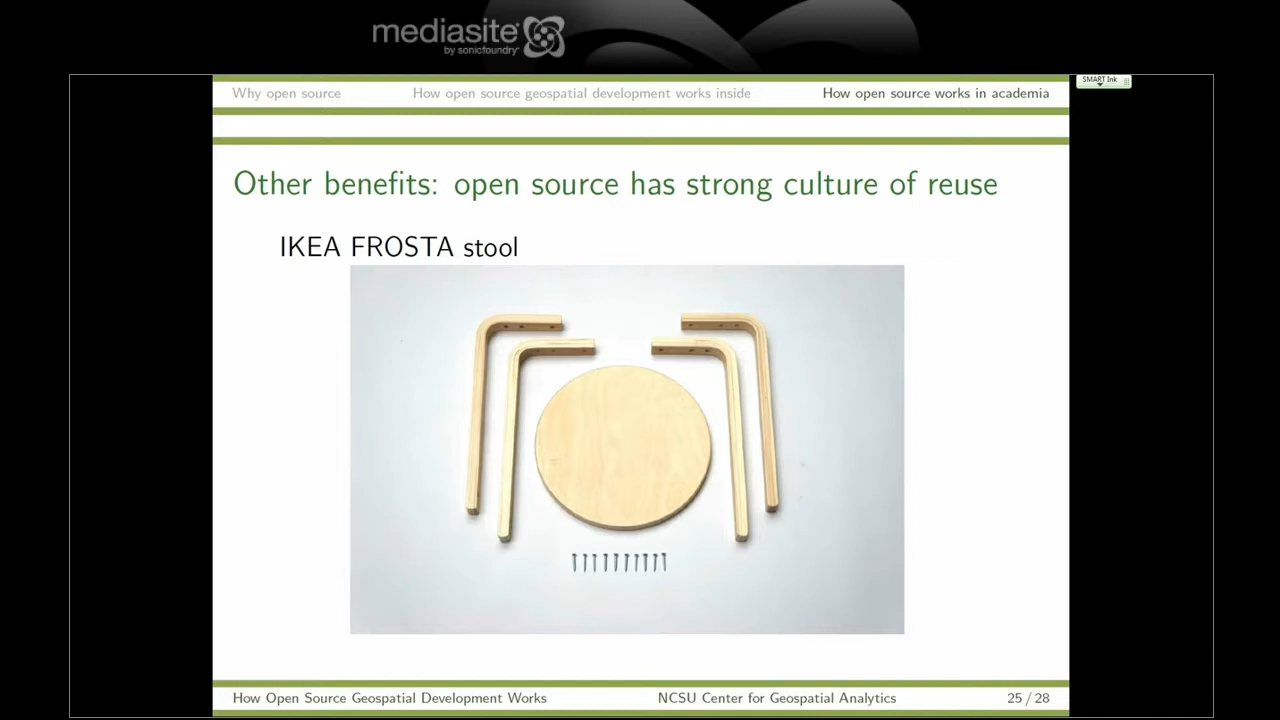 mediasite
by sonicfoundry
SMART Ink
Why open source
How open source geospatial development works inside
How open source works in academia
Other benefits: open source has strong culture of reuse
IKEA FROSTA stool
How Open Source Geospatial Development Works
NCSU Center for Geospatial Analytics
25 / 28